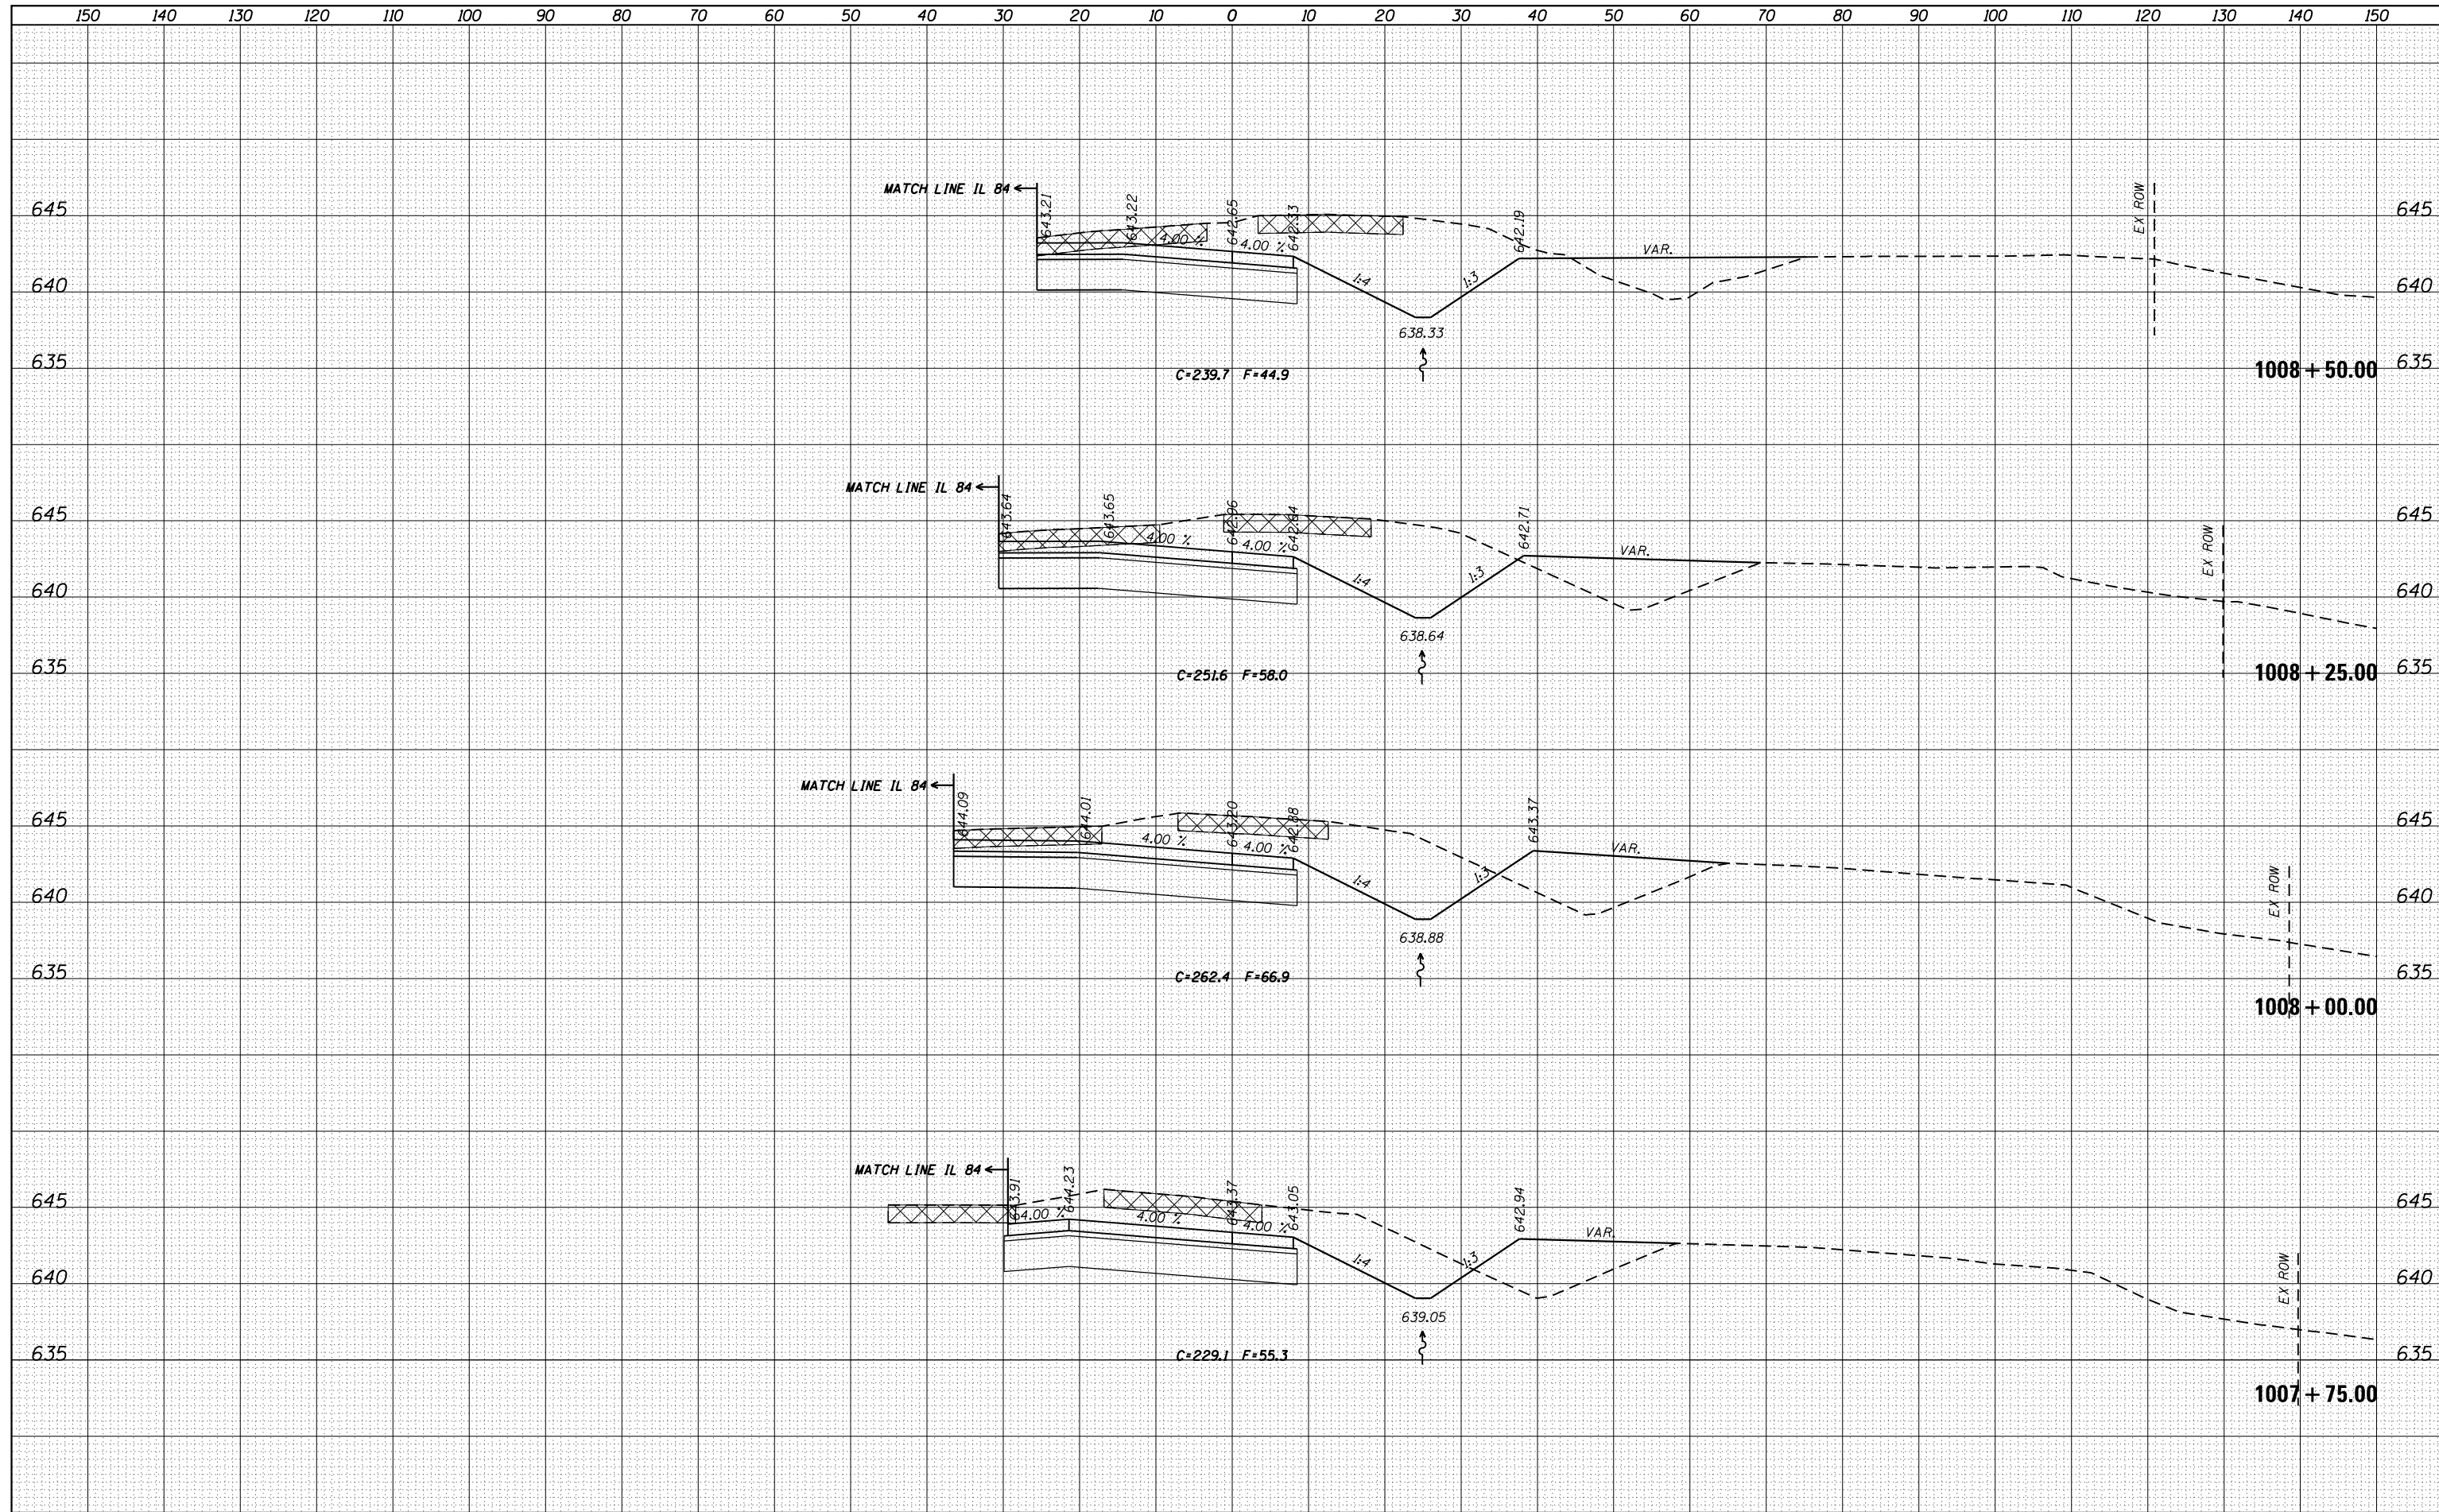 150 140 130 120 110 100 90 80 70 60 50 40 30 20 10 0 10 20 30 40 50 60 70 80 90 100 110 120 130 140 150
MATCH LINE IL 84
643.21
643.22
642.65
642.33
642.19
EX ROW
645 645
4.00 %
4.00 %
VAR.
1:4
1:3
640 640
638.33
635 635
C=239.7 F=44.9
1008 + 50.00
MATCH LINE IL 84
643.64
643.65
642.96
642.64
642.71
EX ROW
645 645
4.00 %
4.00 %
VAR.
1:4
1:3
640 640
638.64
635 635
C=251.6 F=58.0
1008 + 25.00
MATCH LINE IL 84
644.09
644.01
643.20
642.88
643.37
EX ROW
645 645
4.00 %
4.00 %
VAR.
1:4
1:3
640 640
638.88
635 635
C=262.4 F=66.9
1008 + 00.00
MATCH LINE IL 84
643.91
644.23
643.37
643.05
642.94
EX ROW
645 645
4.00 %
4.00 %
4.00 %
VAR.
1:4
1:3
640 640
639.05
635 635
C=229.1 F=55.3
1007 + 75.00